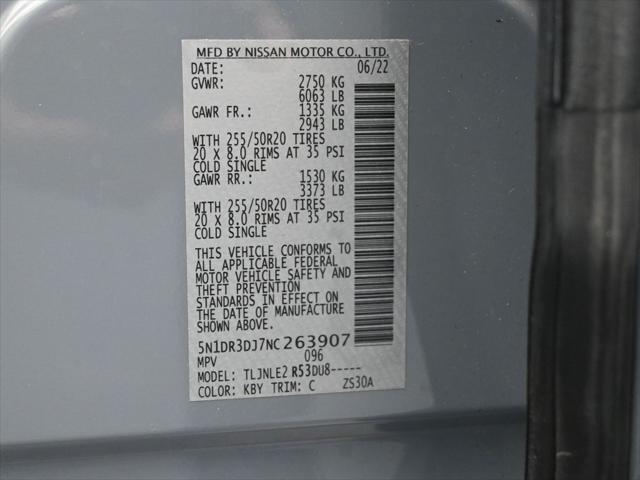 MFD BY NISSAN MOTOR CO., LTD.
DATE: 06/22
GVWR: 2750 KG
6063 LB
GAWR FR.: 1335 KG
2943 LB
WITH 255/50R20 TIRES
20 X 8.0 RIMS AT 35 PSI
COLD SINGLE
GAWR RR.: 1530 KG
3373 LB
WITH 255/50R20 TIRES
20 X 8.0 RIMS AT 35 PSI
COLD SINGLE
THIS VEHICLE CONFORMS TO
ALL APPLICABLE FEDERAL
MOTOR VEHICLE SAFETY AND
THEFT PREVENTION
STANDARDS IN EFFECT ON
THE DATE OF MANUFACTURE
SHOWN ABOVE.
5N1DR3DJ7NC263907
MPV 096
MODEL: TLJNLE2 R53DU8-----
COLOR: KBY TRIM: C ZS30A